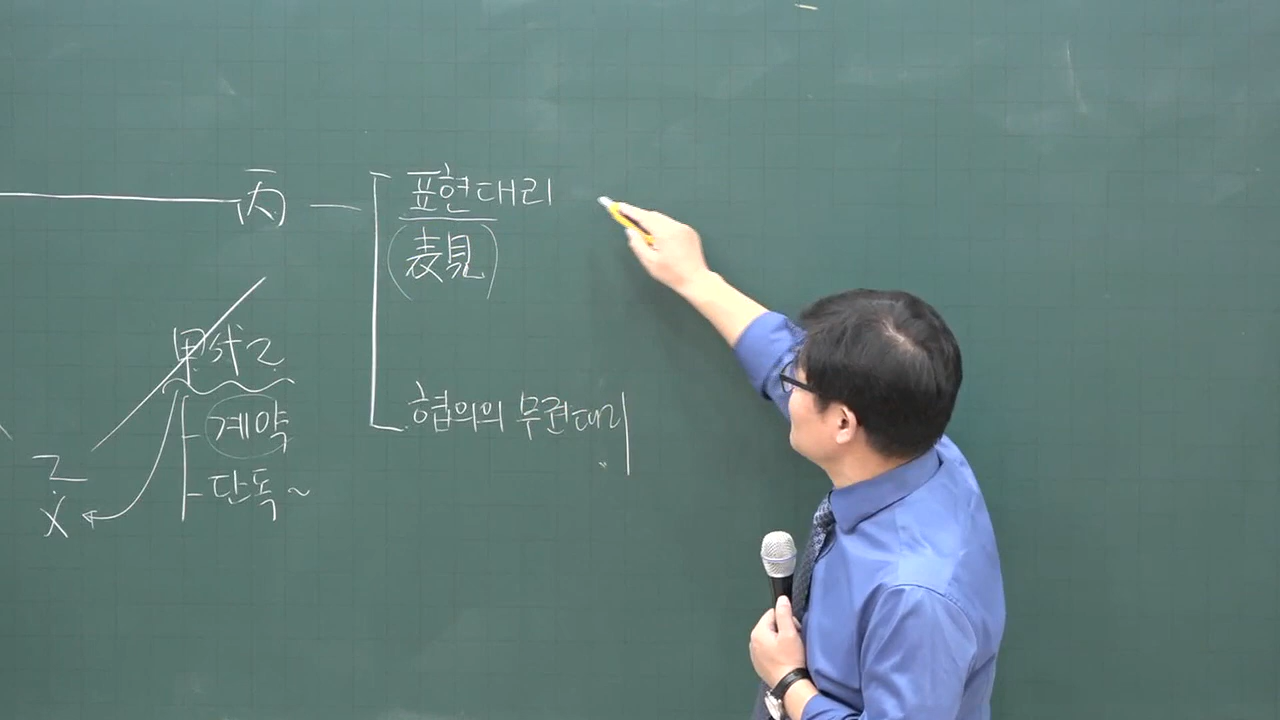 丙
표현대리
(表見)
협의의 무권대리
계약
단독~